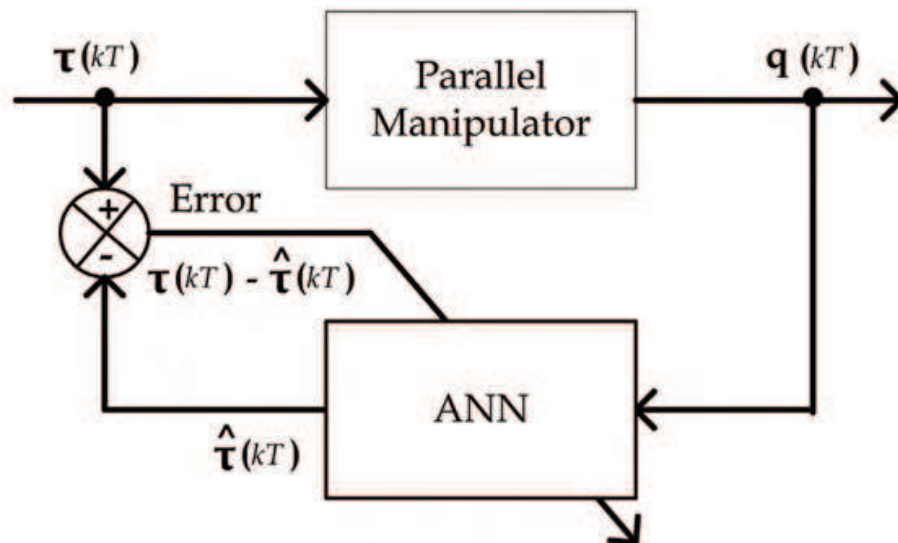 τ(kT)
Parallel
Manipulator
q (kT)
+
-
Error
τ(kT) - τ̂(kT)
ANN
τ̂(kT)